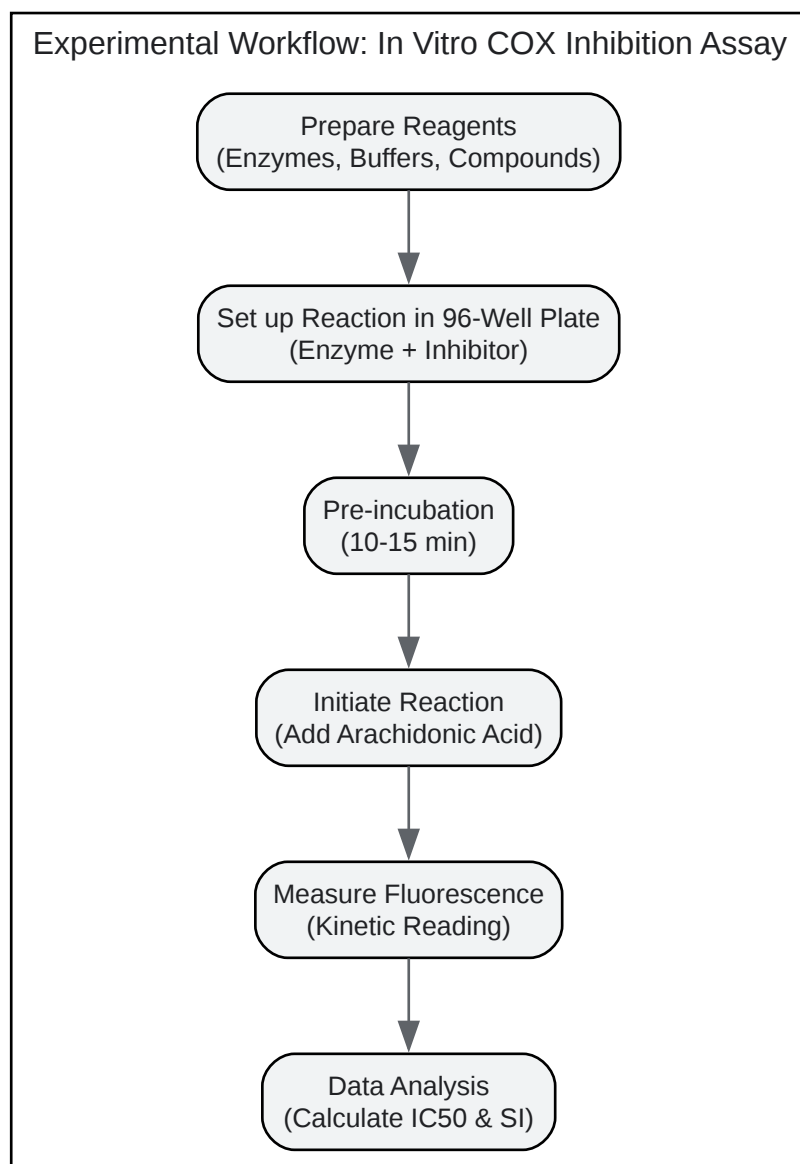 Experimental Workflow: In Vitro COX Inhibition Assay
Prepare Reagents
(Enzymes, Buffers, Compounds)
Set up Reaction in 96-Well Plate
(Enzyme + Inhibitor)
Pre-incubation
(10-15 min)
Initiate Reaction
(Add Arachidonic Acid)
Measure Fluorescence
(Kinetic Reading)
Data Analysis
(Calculate IC50 & SI)